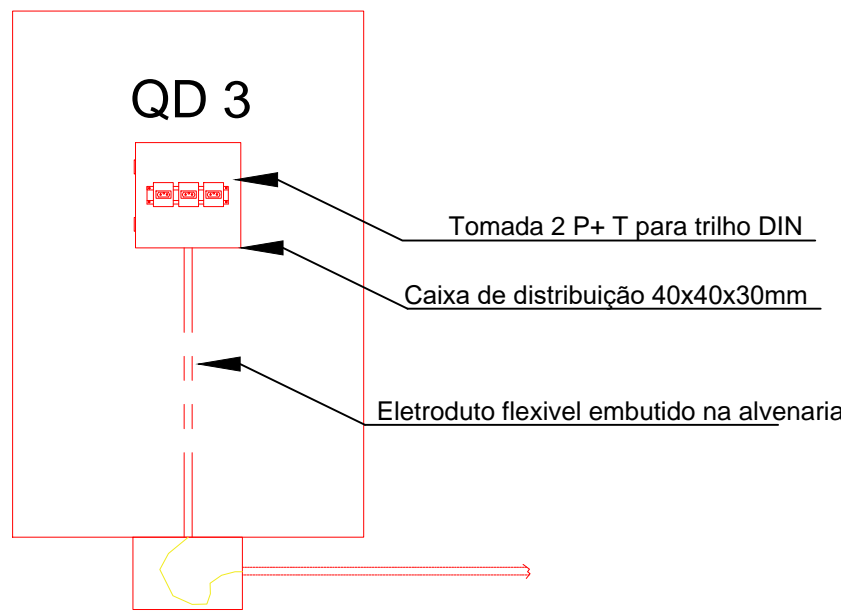 QD 3
Tomada 2 P+ T para trilho DIN
Caixa de distribuição 40x40x30mm
Eletroduto flexivel embutido na alvenaria